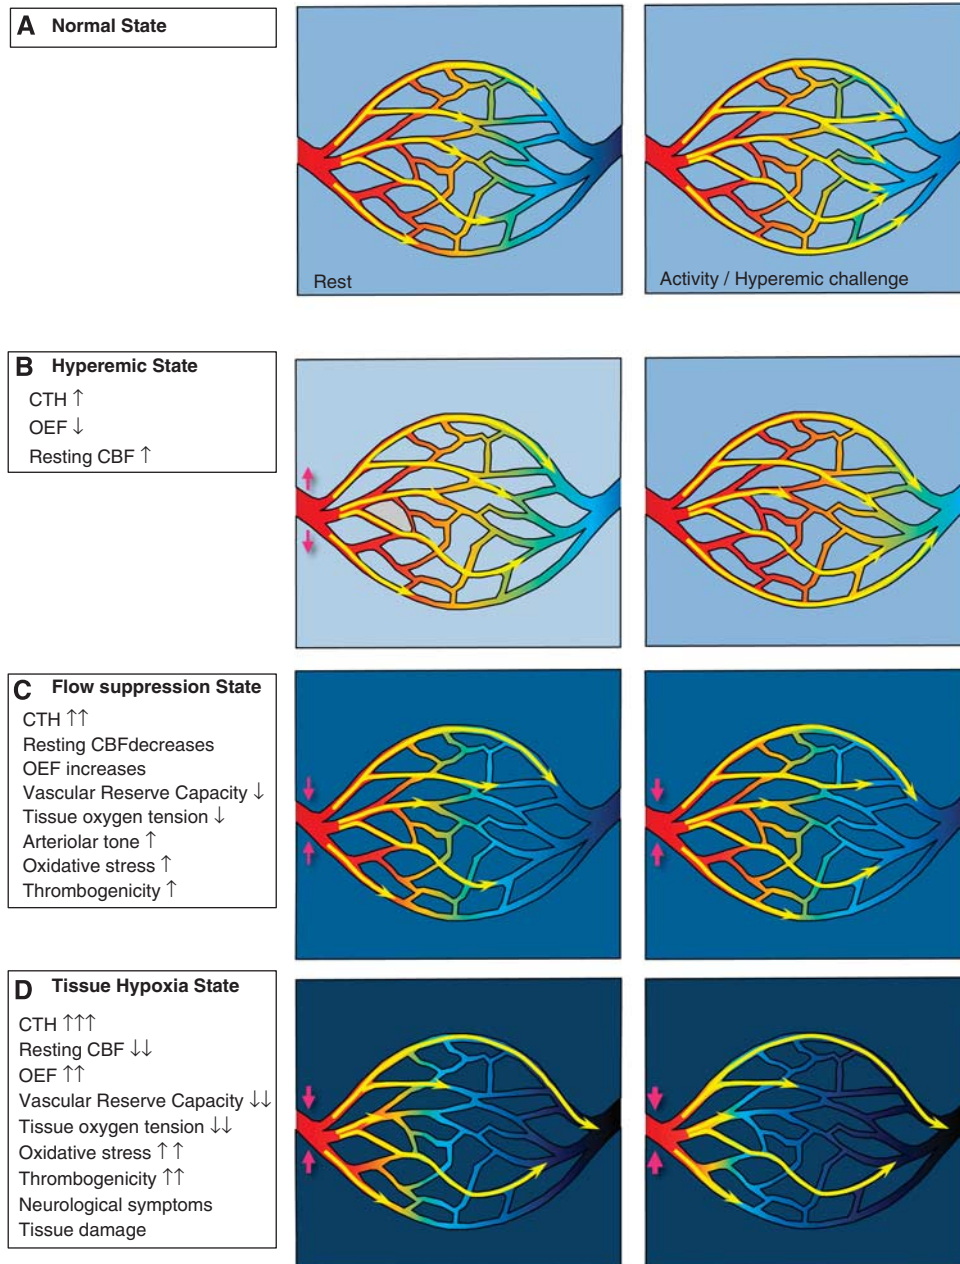 A Normal State
Rest
Activity / Hyperemic challenge
B Hyperemic State
CTH ↑
OEF ↓
Resting CBF ↑
C Flow suppression State
CTH ↑↑
Resting CBFdecreases
OEF increases
Vascular Reserve Capacity ↓
Tissue oxygen tension ↓
Arteriolar tone ↑
Oxidative stress ↑
Thrombogenicity ↑
D Tissue Hypoxia State
CTH ↑↑↑
Resting CBF ↓↓
OEF ↑↑
Vascular Reserve Capacity ↓↓
Tissue oxygen tension ↓↓
Oxidative stress ↑ ↑
Thrombogenicity ↑↑
Neurological symptoms
Tissue damage